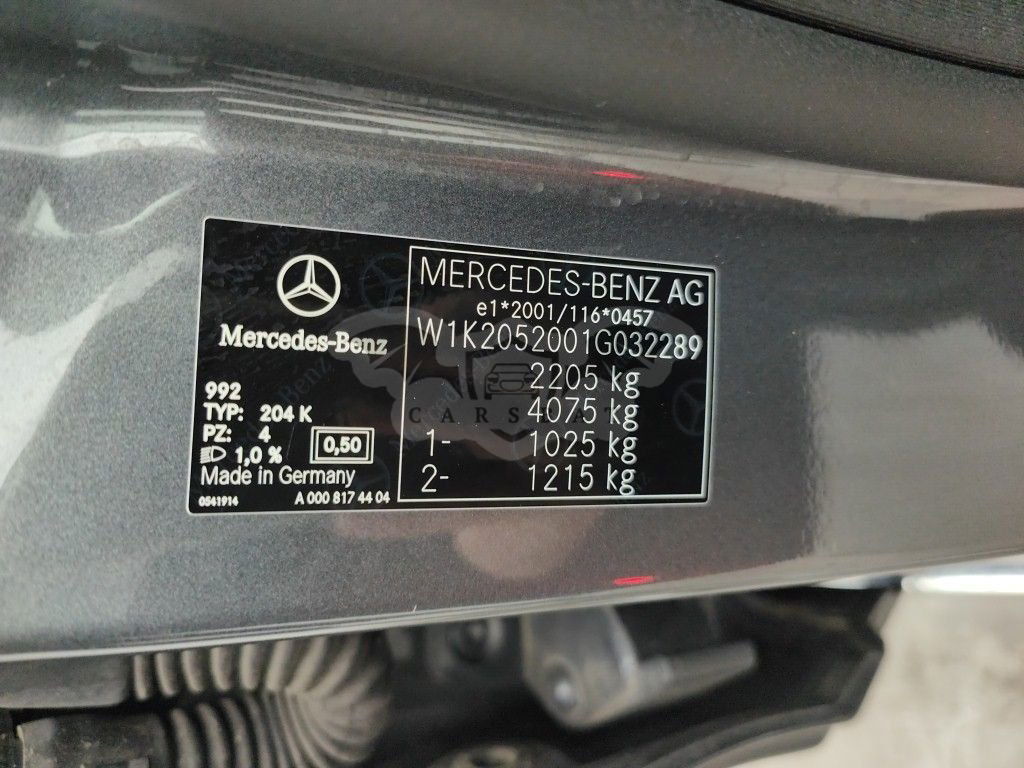 Mercedes-Benz
992
TYP: 204 K
PZ: 4
0,50
1,0 %
Made in Germany
0541914 A 000 817 44 04
MERCEDES-BENZ AG
e1*2001/116*0457
W1K2052001G032289
2205 kg
4075 kg
1- 1025 kg
2- 1215 kg